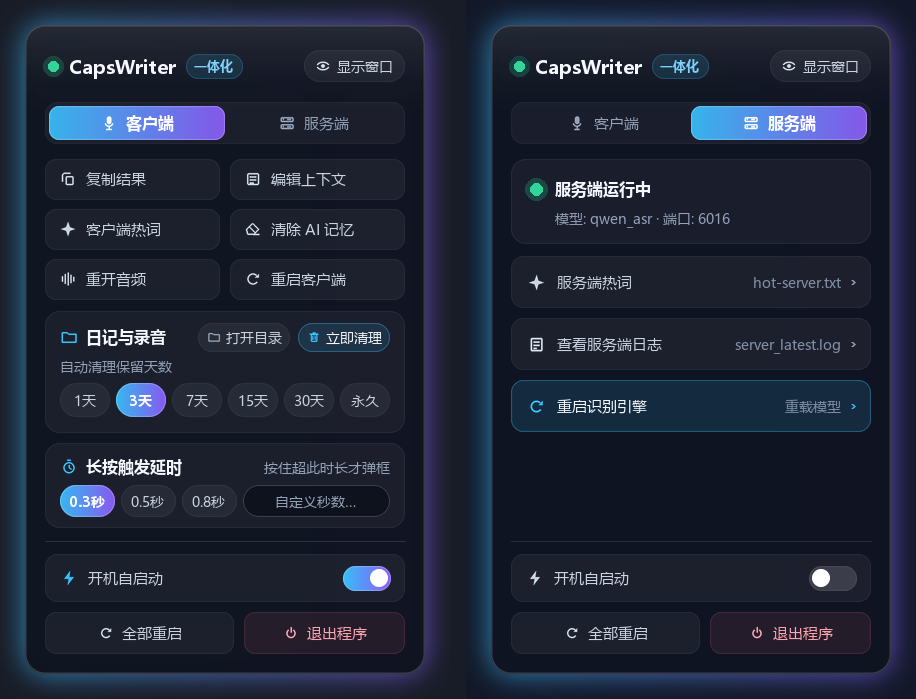 CapsWriter 一体化 显示窗口
客户端 服务端
复制结果 编辑上下文
客户端热词 清除 AI 记忆
重开音频 重启客户端
日记与录音 打开目录 立即清理
自动清理保留天数
1天 3天 7天 15天 30天 永久
长按触发延时 按住超此时长才弹框
0.3秒 0.5秒 0.8秒 自定义秒数...
开机自启动
全部重启 退出程序
CapsWriter 一体化 显示窗口
客户端 服务端
服务端运行中
模型: qwen_asr · 端口: 6016
服务端热词 hot-server.txt ›
查看服务端日志 server_latest.log ›
重启识别引擎 重载模型 ›
开机自启动
全部重启 退出程序